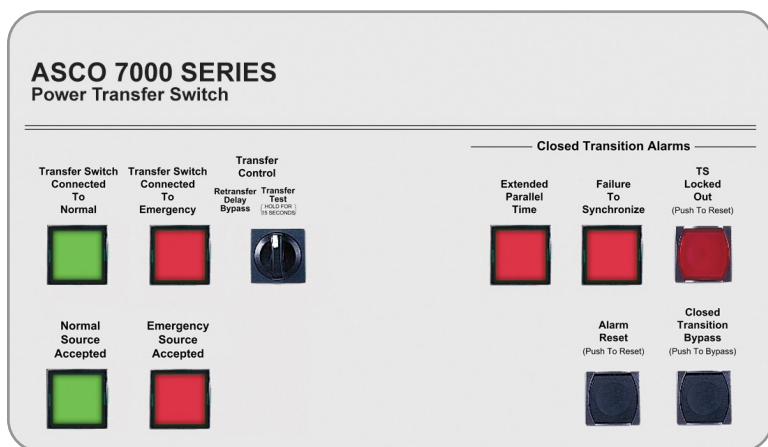 ASCO 7000 SERIES
Power Transfer Switch
Closed Transition Alarms
Transfer Switch
Connected
To
Normal
Transfer Switch
Connected
To
Emergency
Transfer
Control
Retransfer
Delay
Bypass
Transfer
Test
[HOLD FOR
15 SECONDS]
Extended
Parallel
Time
Failure
To
Synchronize
TS
Locked
Out
(Push To Reset)
Normal
Source
Accepted
Emergency
Source
Accepted
Alarm
Reset
(Push To Reset)
Closed
Transition
Bypass
(Push To Bypass)